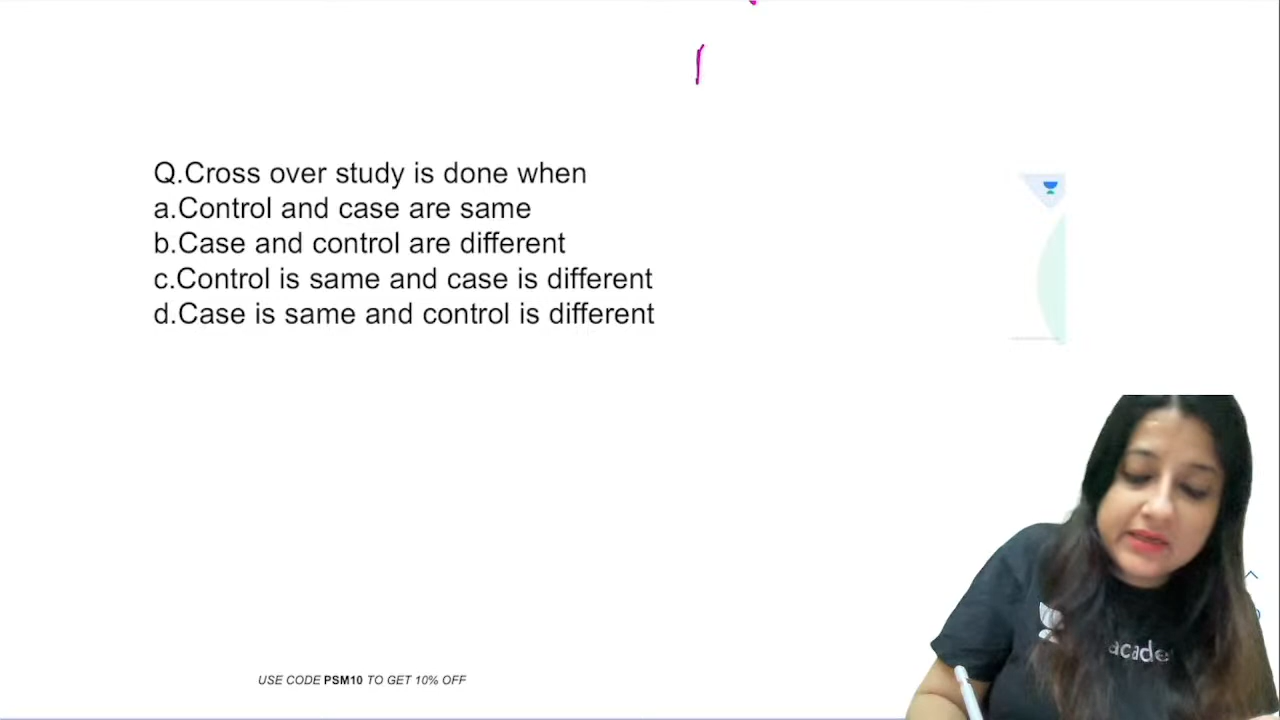 Q.Cross over study is done when
a.Control and case are same
b.Case and control are different
c.Control is same and case is different
d.Case is same and control is different
acade
USE CODE PSM10 TO GET 10% OFF